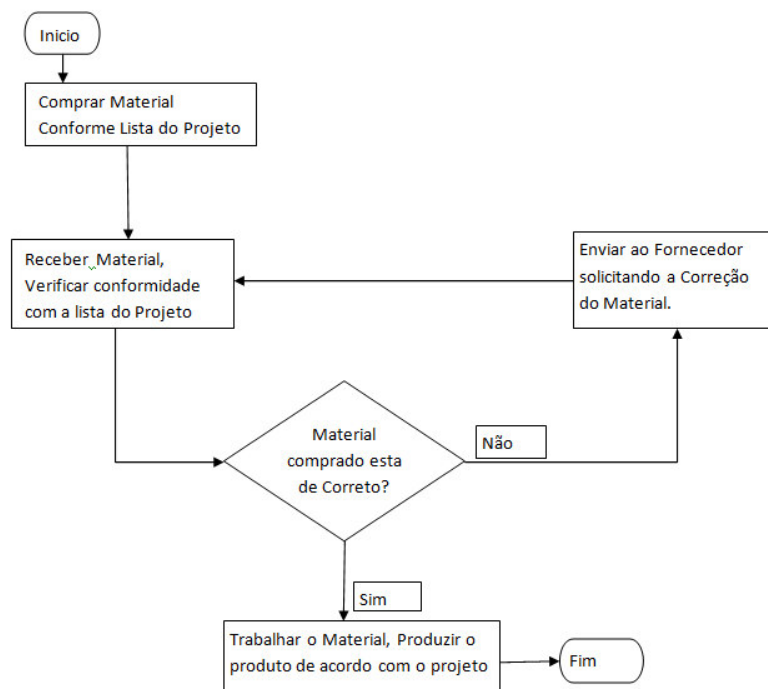 Inicio
Comprar Material
Conforme Lista do Projeto
Receber Material,
Verificar conformidade
com a lista do Projeto
Enviar ao Fornecedor
solicitando a Correção
do Material.
Material
comprado esta
de Correto?
Não
Sim
Trabalhar o Material, Produzir o
produto de acordo com o projeto
Fim